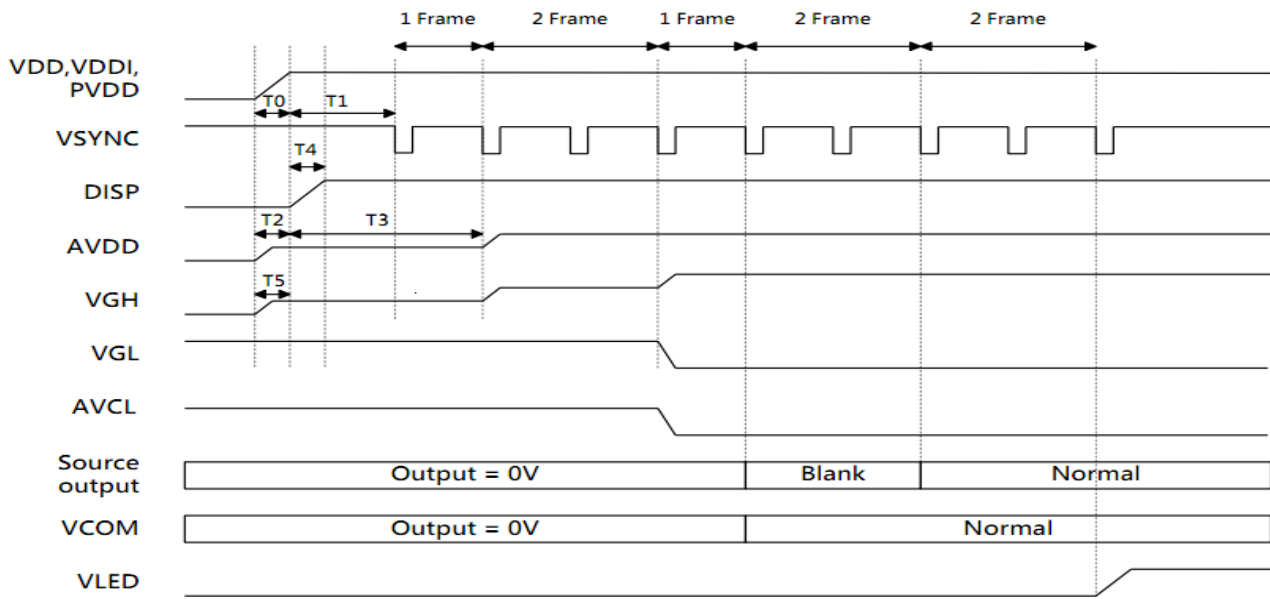 1 Frame 2 Frame 1 Frame 2 Frame 2 Frame
VDD,VDDI,
PVDD
T0 T1
VSYNC
T4
DISP
T2 T3
AVDD
T5
VGH
VGL
AVCL
Source
output
Output = 0V Blank Normal
VCOM
Output = 0V Normal
VLED